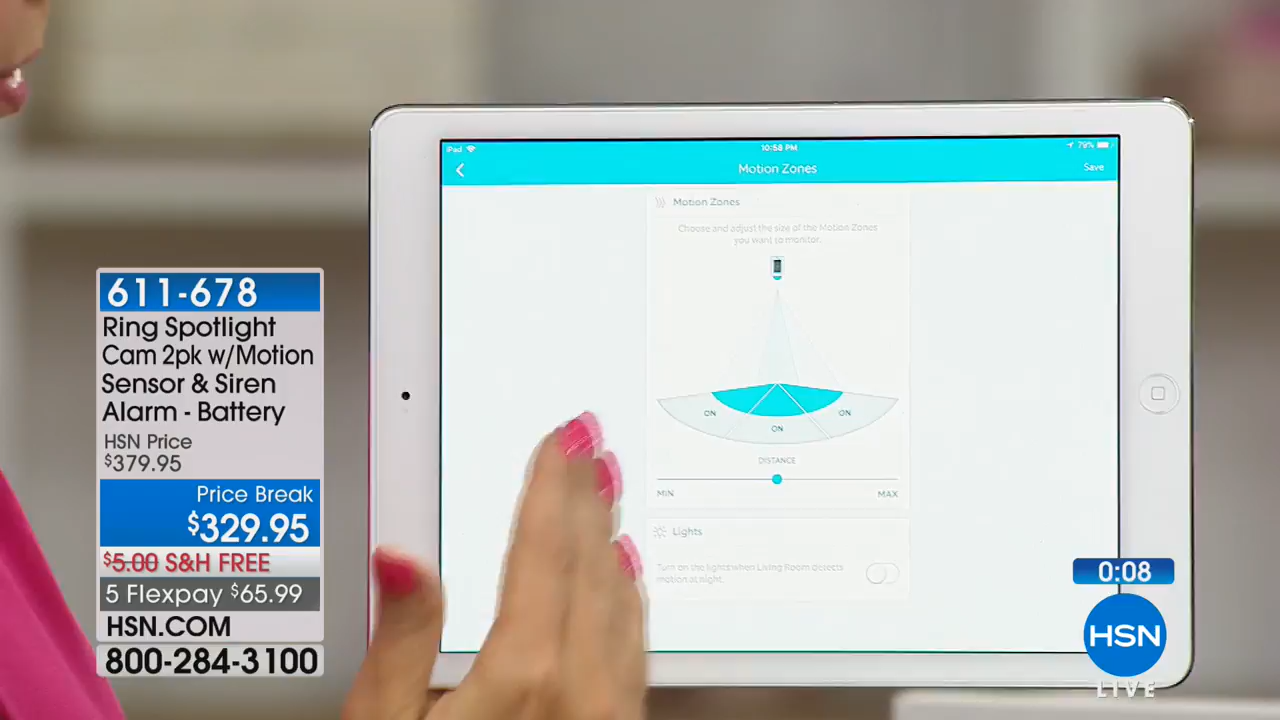 611-678
Ring Spotlight
Cam 2pk w/Motion
Sensor & Siren
Alarm - Battery
HSN Price
$379.95
Price Break
$329.95
$5.00 S&H FREE
5 Flexpay $65.99
HSN.COM
800-284-3100
iPad
10:58 PM
79%
Motion Zones
Save
Motion Zones
Choose and adjust the size of the Motion Zones
you want to monitor.
ON
ON
ON
DISTANCE
MIN
MAX
Lights
Turn on the lights when Living Room detects
motion at night.
0:08
HSN
LIVE